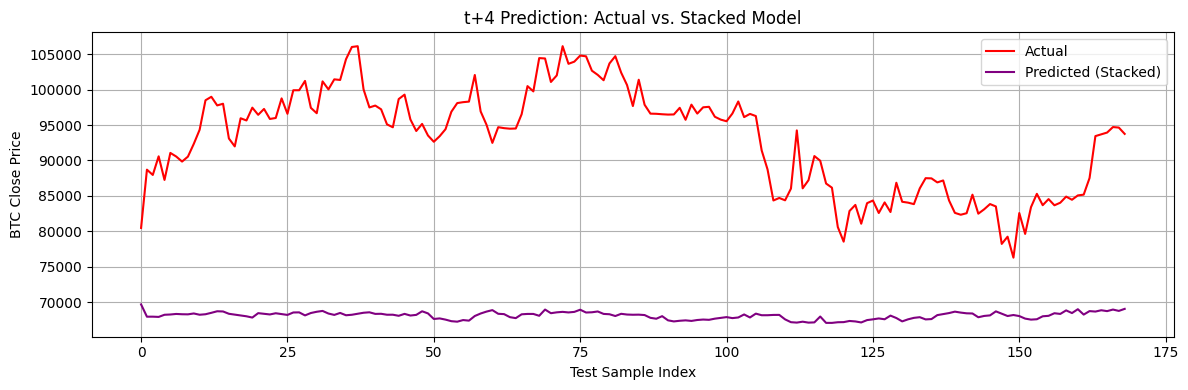 t+4 Prediction: Actual vs. Stacked Model
Actual
Predicted (Stacked)
BTC Close Price
105000
100000
95000
90000
85000
80000
75000
70000
0 25 50 75 100 125 150 175
Test Sample Index